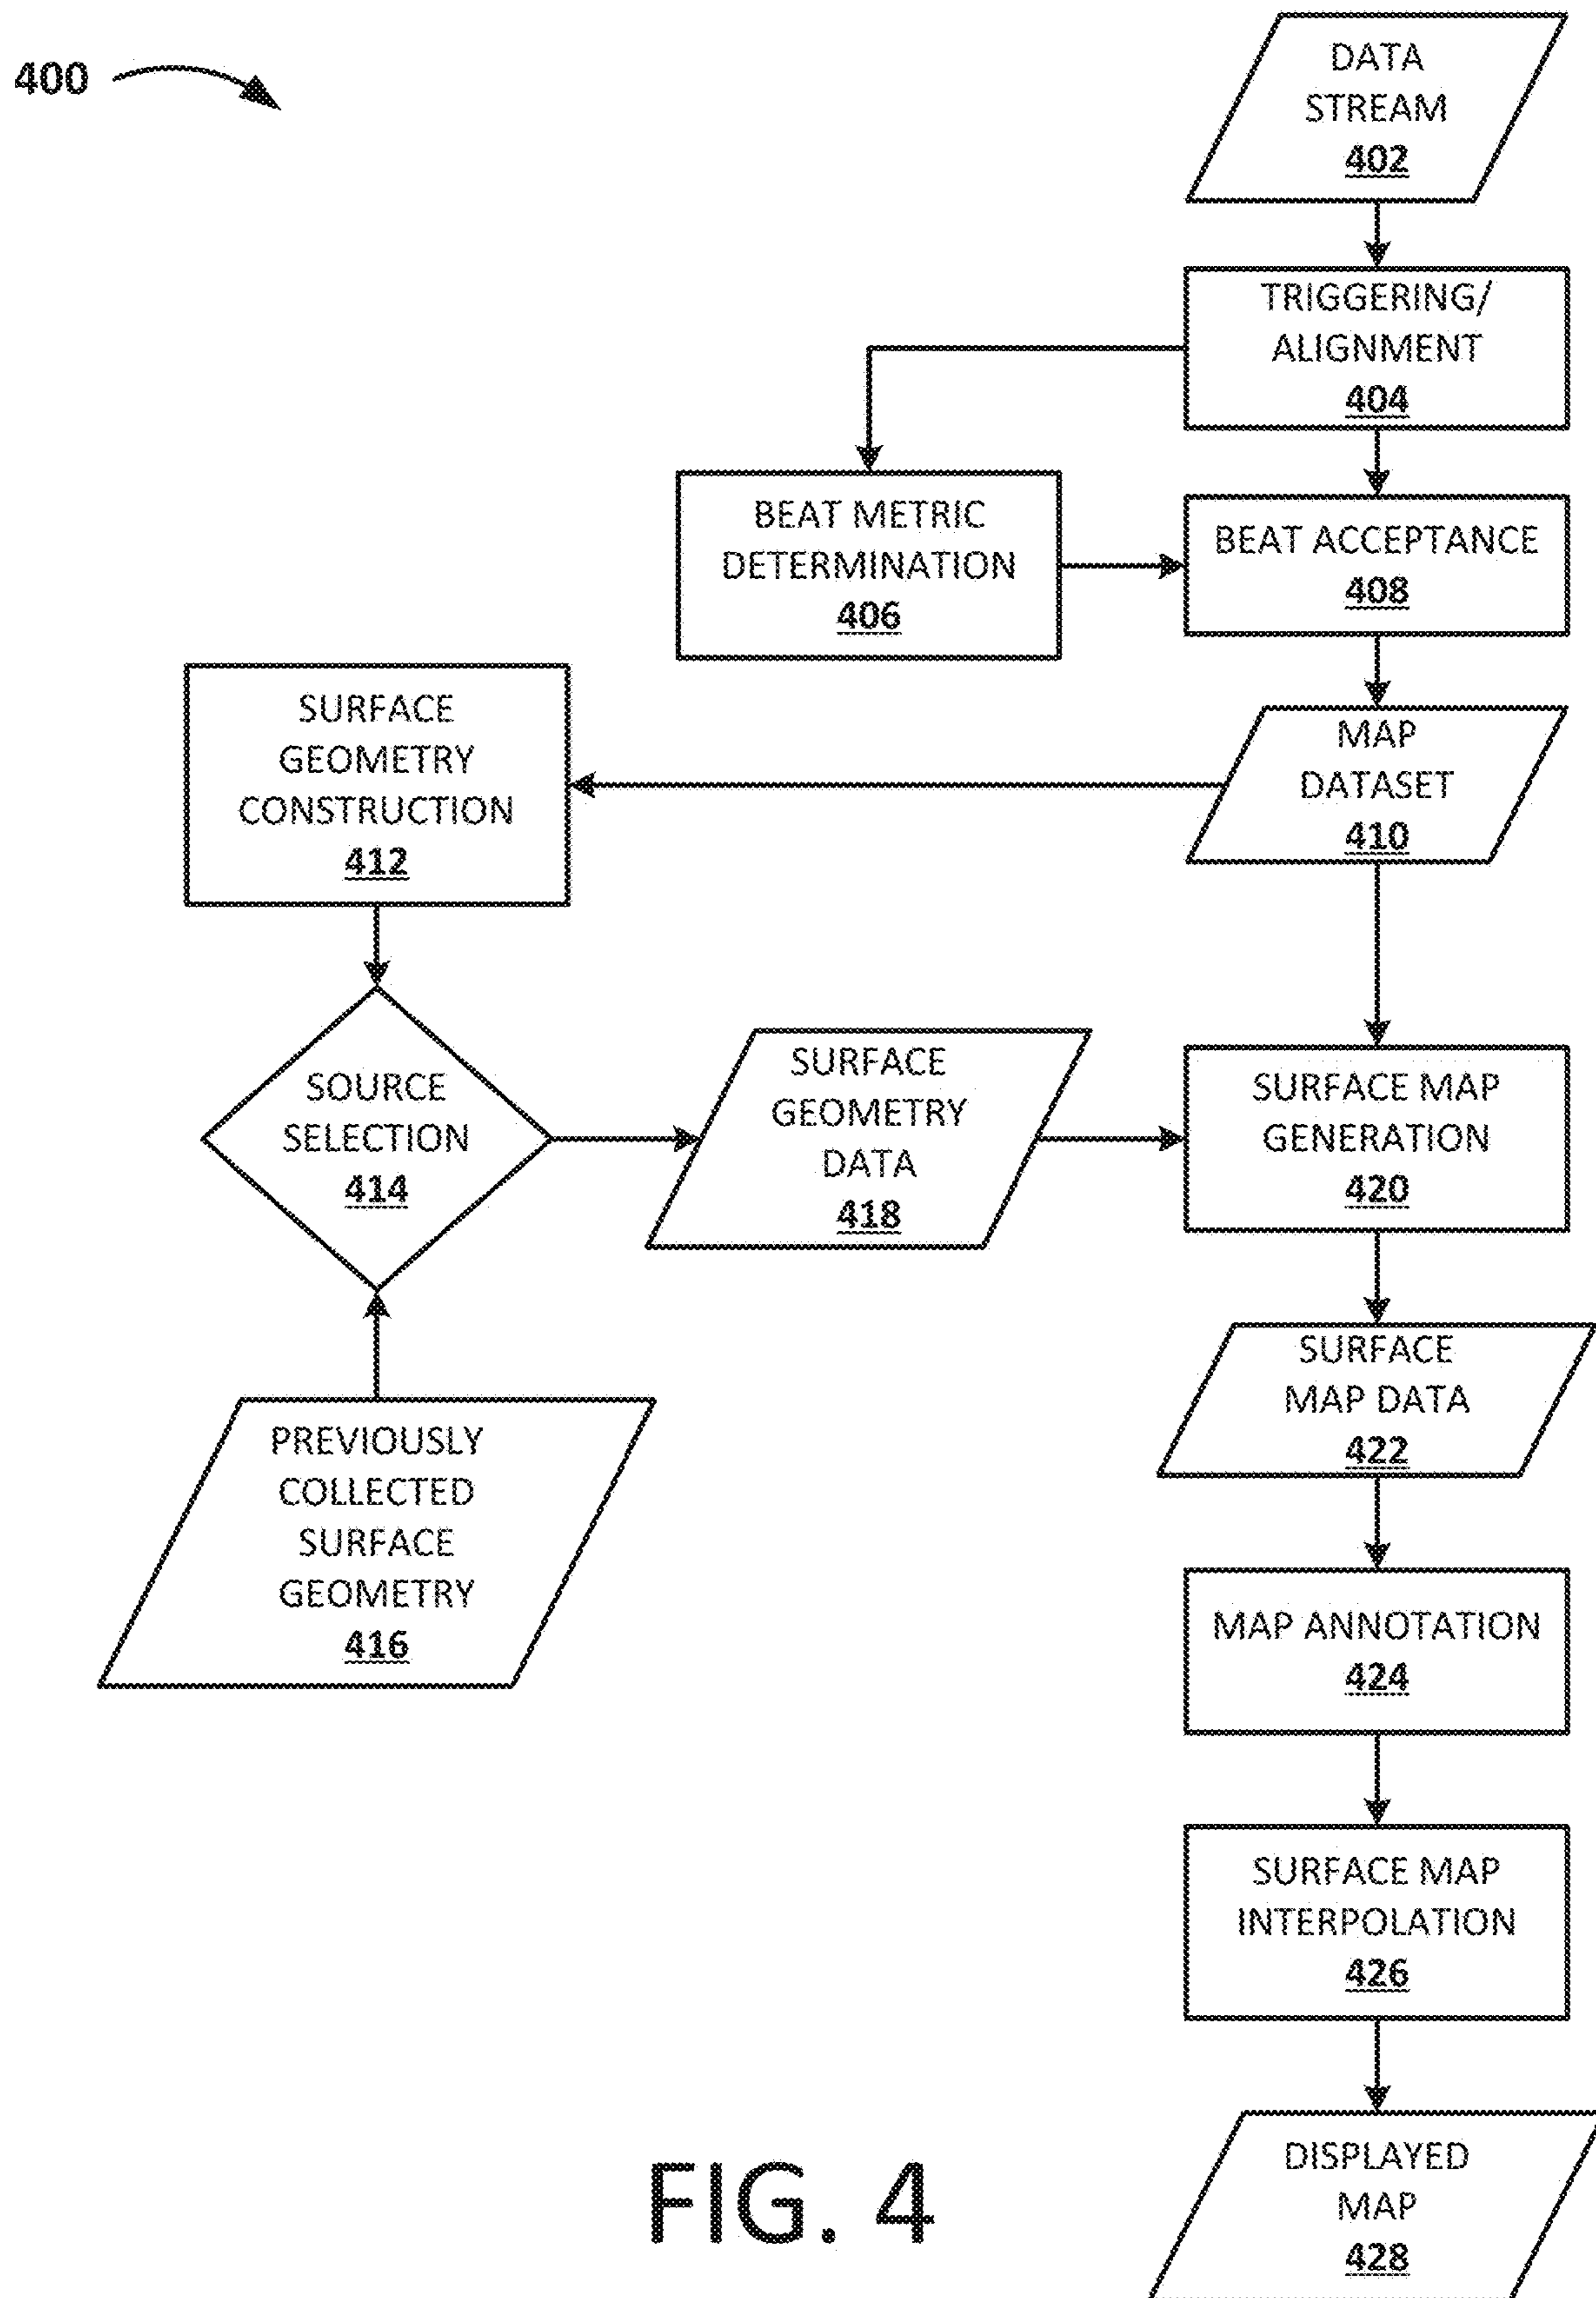 400
DATA
STREAM
402
TRIGGERING/
ALIGNMENT
404
BEAT METRIC
DETERMINATION
406
BEAT ACCEPTANCE
408
MAP
DATASET
410
SURFACE
GEOMETRY
CONSTRUCTION
412
SOURCE
SELECTION
414
PREVIOUSLY
COLLECTED
SURFACE
GEOMETRY
416
SURFACE
GEOMETRY
DATA
418
SURFACE MAP
GENERATION
420
SURFACE
MAP DATA
422
MAP ANNOTATION
424
SURFACE MAP
INTERPOLATION
426
DISPLAYED
MAP
428
FIG. 4